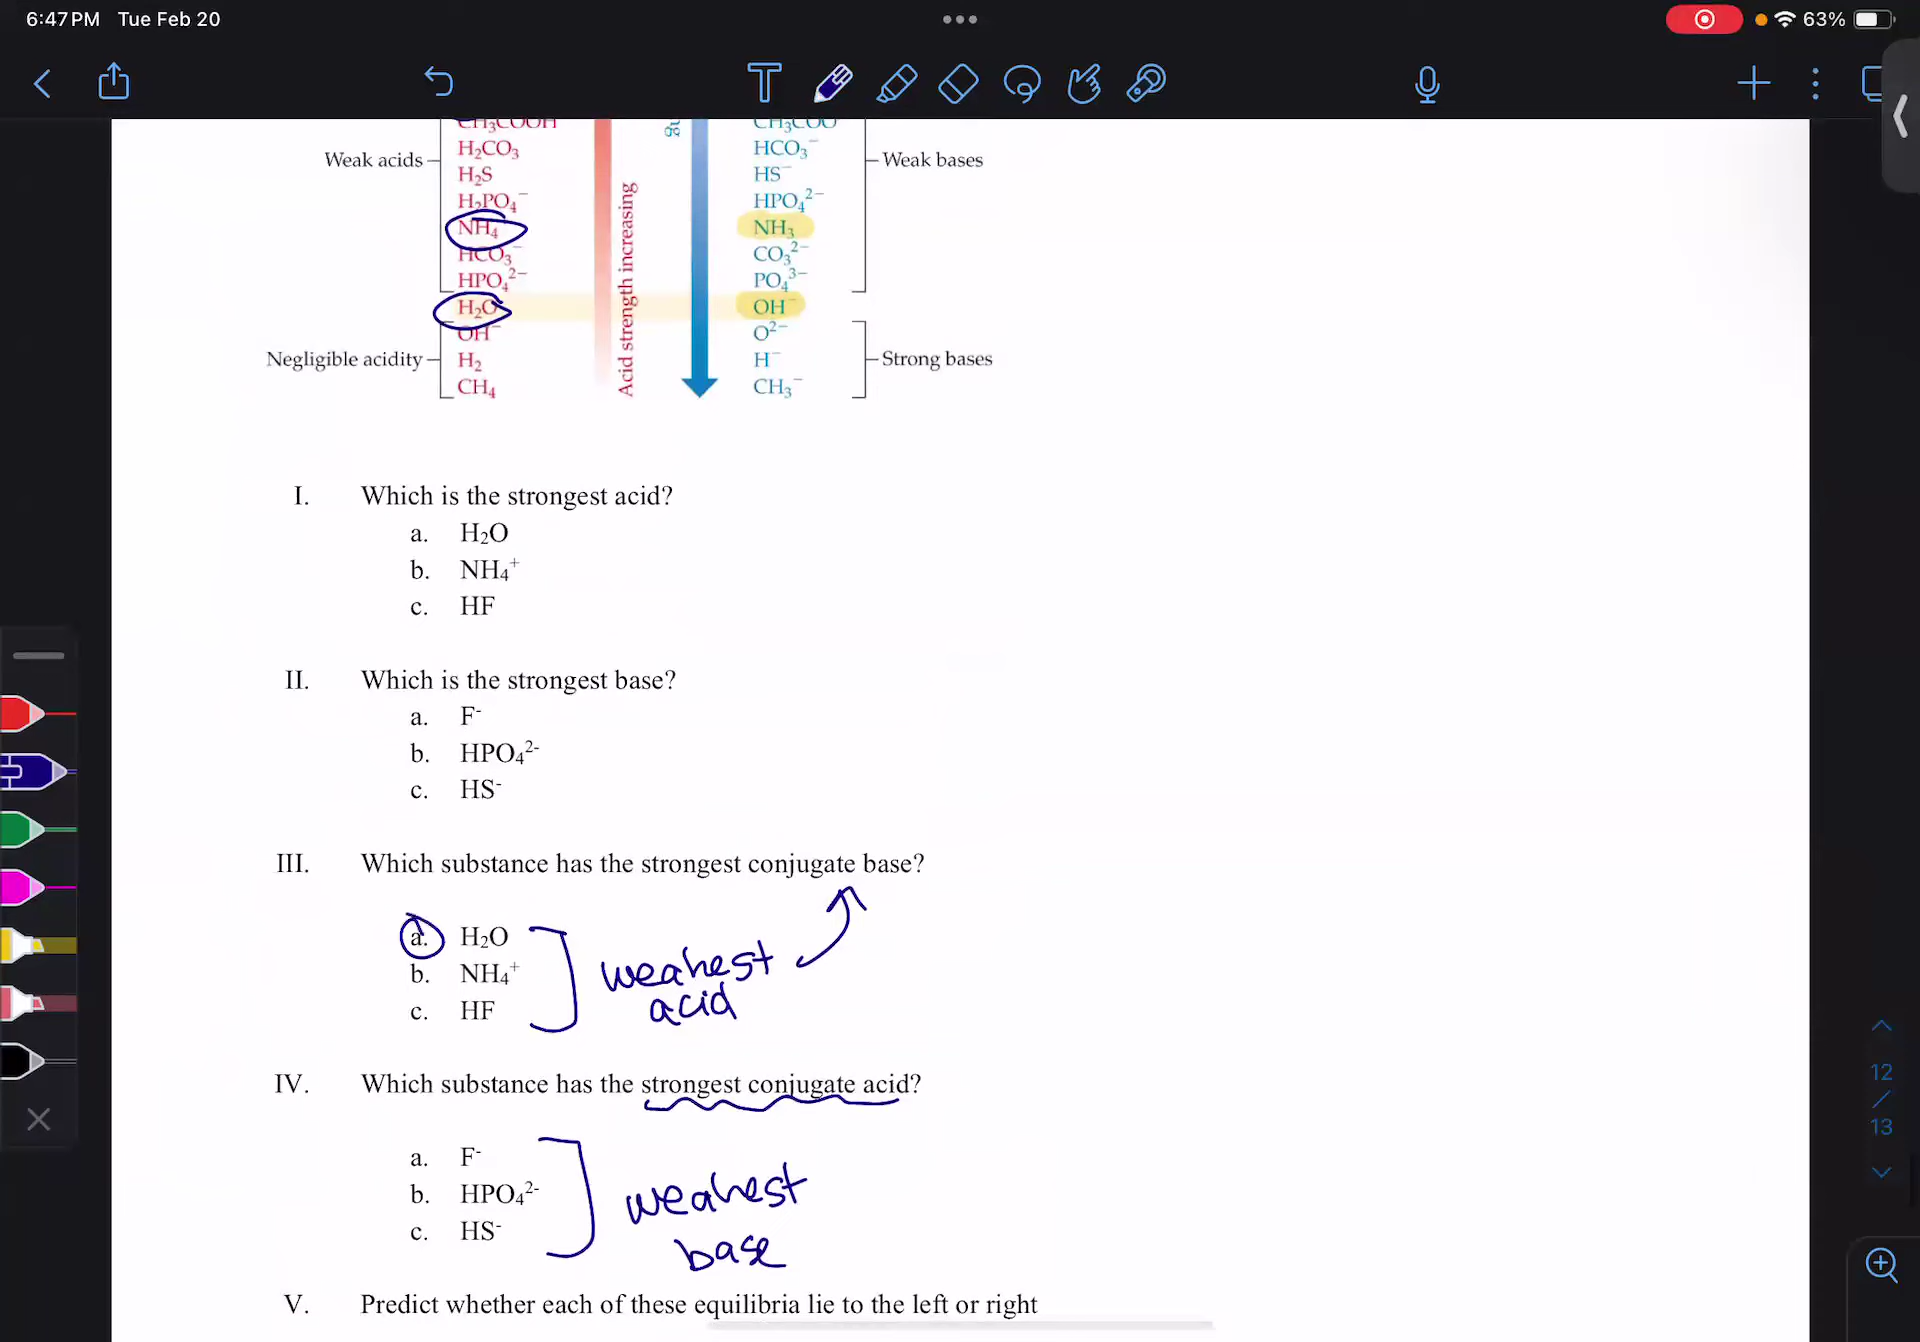 6:47 PM Tue Feb 20
63%
CH₃COOH CH₃COO
Weak acids H₂CO₃ HCO₃⁻ Weak bases
H₂S HS⁻
H₂PO₄⁻ HPO₄²⁻
NH₄ NH₃
HCO₃⁻ CO₃²⁻
HPO₄²⁻ PO₄³⁻
H₂O OH⁻
OH⁻ O²⁻
Negligible acidity H₂ H⁻ Strong bases
CH₄ CH₃⁻
Acid strength increasing
I. Which is the strongest acid?
a. H₂O
b. NH₄⁺
c. HF
II. Which is the strongest base?
a. F⁻
b. HPO₄²⁻
c. HS⁻
III. Which substance has the strongest conjugate base?
a. H₂O
b. NH₄⁺
c. HF
weakest
acid
IV. Which substance has the strongest conjugate acid?
a. F⁻
b. HPO₄²⁻
c. HS⁻
weakest
base
V. Predict whether each of these equilibria lie to the left or right
12
/
13